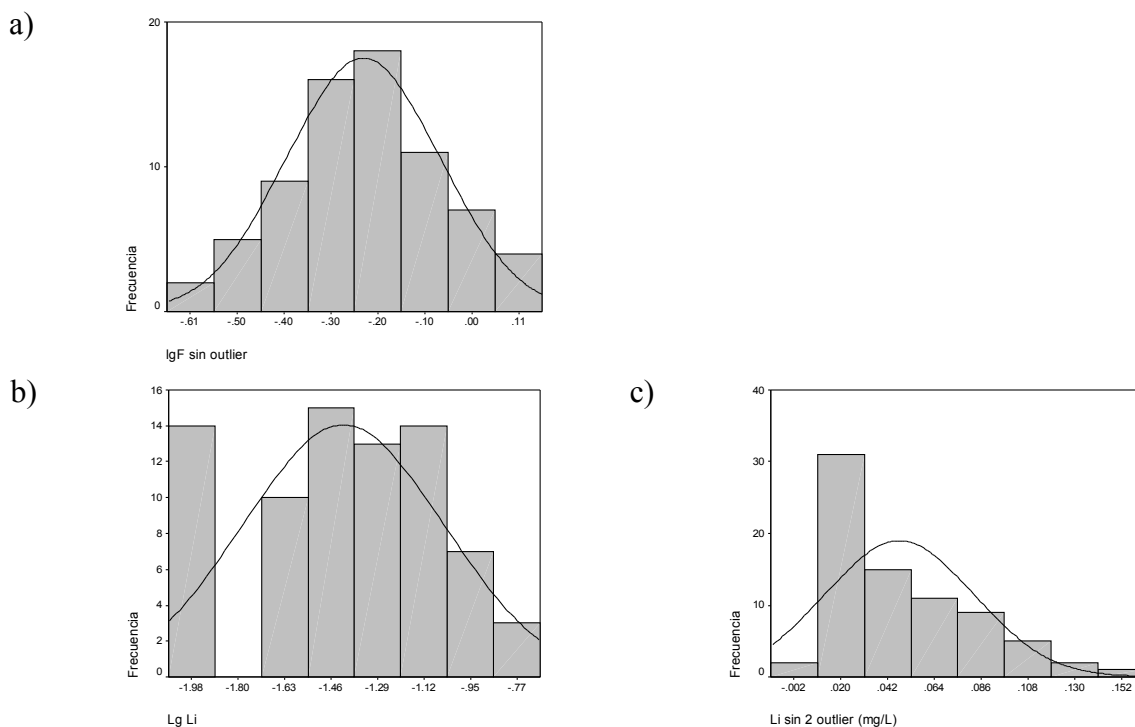 a)
20
10
0
Frecuencia
-.61 -.50 -.40 -.30 -.20 -.10 .00 .11
lgF sin outlier
b)
16
14
12
10
8
6
4
2
0
Frecuencia
-1.98 -1.80 -1.63 -1.46 -1.29 -1.12 -.95 -.77
Lg Li
c)
40
30
20
10
0
Frecuencia
-.002 .020 .042 .064 .086 .108 .130 .152
Li sin 2 outlier (mg/L)